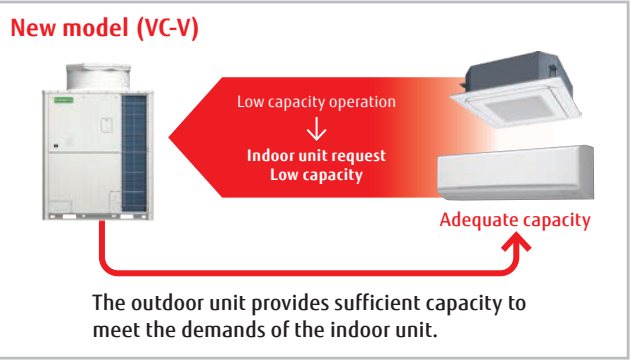 New model (VC-V)
Low capacity operation
Indoor unit request
Low capacity
Adequate capacity
The outdoor unit provides sufficient capacity to
meet the demands of the indoor unit.